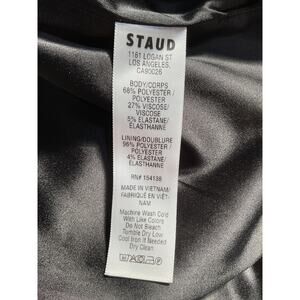 STAUD
1161 LOGAN ST
LOS ANGELES,
CA90026
BODY/CORPS
68% POLYESTER/
POLYESTER
27% VISCOSE/
VISCOSE
5% ELASTANE/
ELASTHANNE
LINING/DOUBLURE
96% POLYESTER/
POLYESTER
4% ELASTANE/
ELASTHANNE
RN# 154138
MADE IN VIETNAM/
FABRIQUÉ EN VIÊT-
NAM
Machine Wash Cold
With Like Colors
Do Not Bleach
Tumble Dry Low
Cool Iron If Needed
Dry Clean